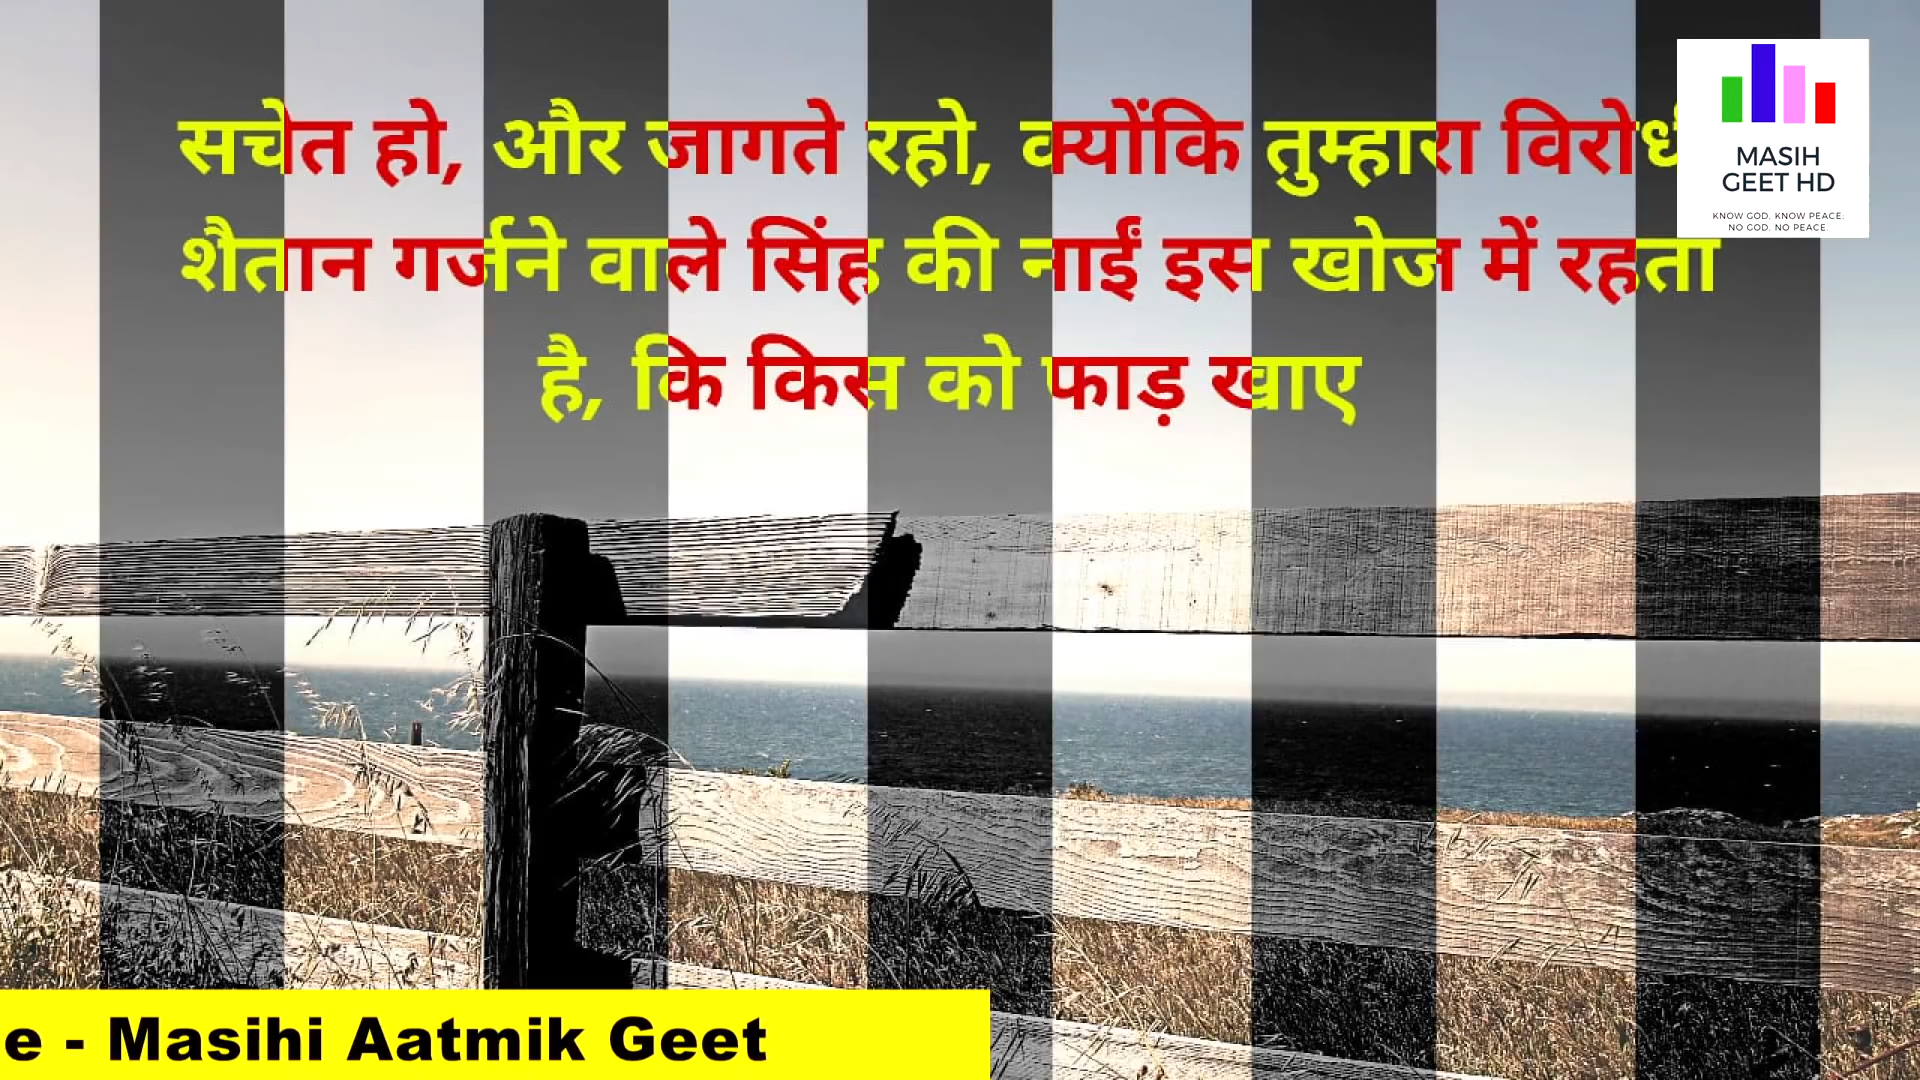 सचेत हो, और जागते रहो, क्योंकि तुम्हारा
शैतान गर्जने वाले सिंह की नाईं इस खोज में रहता
है, कि किस को फाड़ खाए
MASIH
GEET HD
KNOW GOD. KNOW PEACE.
NO GOD. NO PEACE.
e - Masihi Aatmik Geet